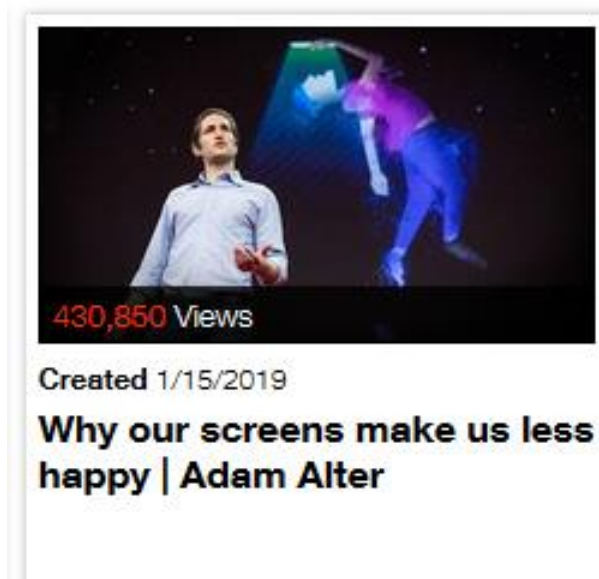 430,850 Views
Created 1/15/2019
Why our screens make us less
happy | Adam Alter